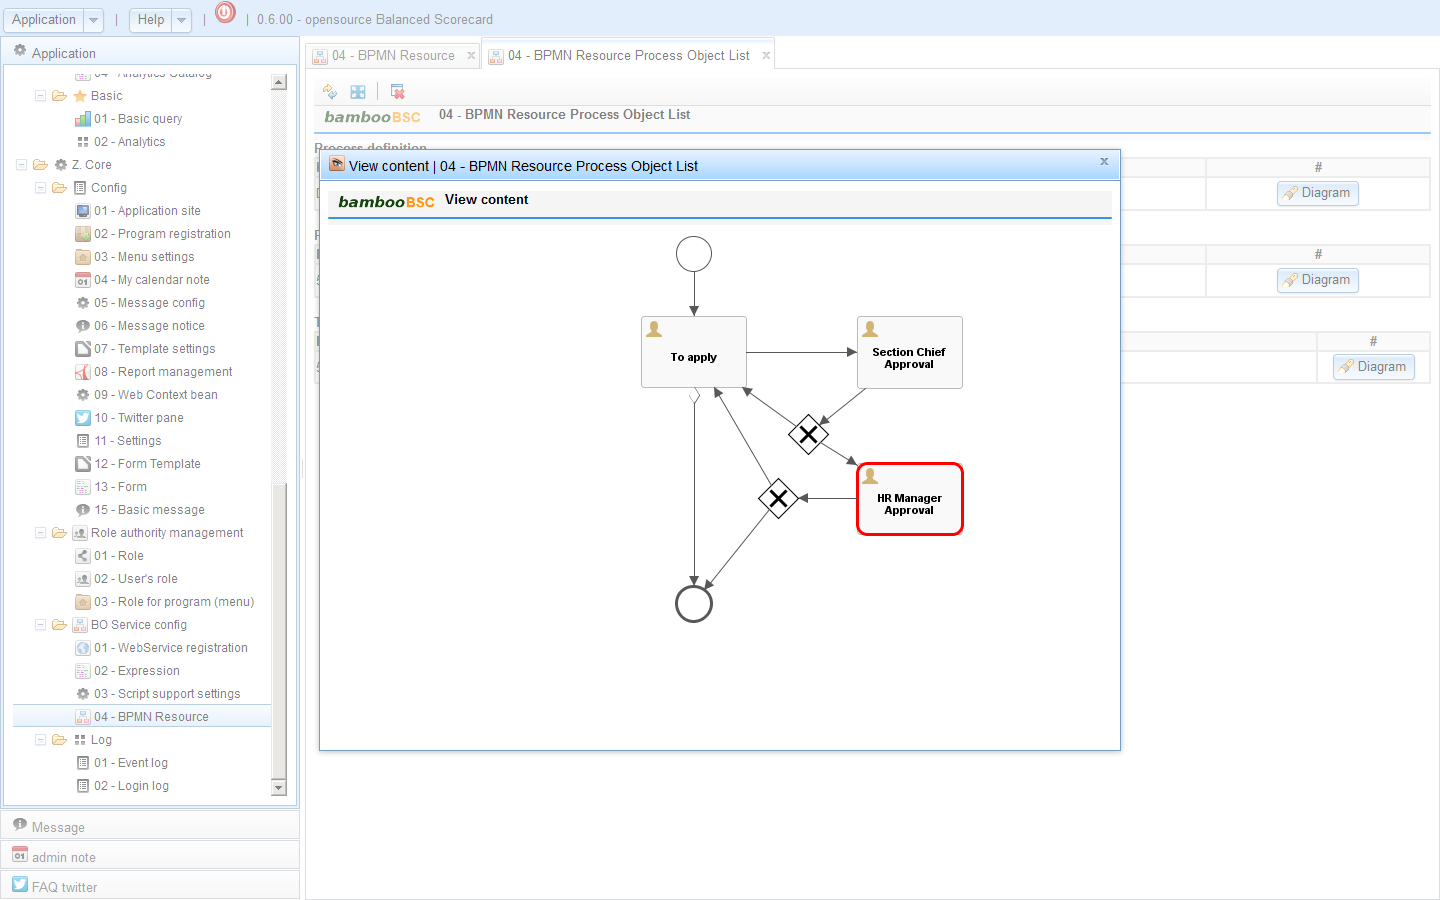 Application
Help
0.6.00 - opensource Balanced Scorecard
Application
04 - Analytics Catalog
Basic
01 - Basic query
02 - Analytics
Z. Core
Config
01 - Application site
02 - Program registration
03 - Menu settings
04 - My calendar note
05 - Message config
06 - Message notice
07 - Template settings
08 - Report management
09 - Web Context bean
10 - Twitter pane
11 - Settings
12 - Form Template
13 - Form
15 - Basic message
Role authority management
01 - Role
02 - User's role
03 - Role for program (menu)
BO Service config
01 - WebService registration
02 - Expression
03 - Script support settings
04 - BPMN Resource
Log
01 - Event log
02 - Login log
Message
admin note
FAQ twitter
04 - BPMN Resource
04 - BPMN Resource Process Object List
bambooBSC 04 - BPMN Resource Process Object List
Process definition
#
Diagram
#
Diagram
#
Diagram
View content | 04 - BPMN Resource Process Object List
bambooBSC View content
To apply
Section Chief
Approval
HR Manager
Approval